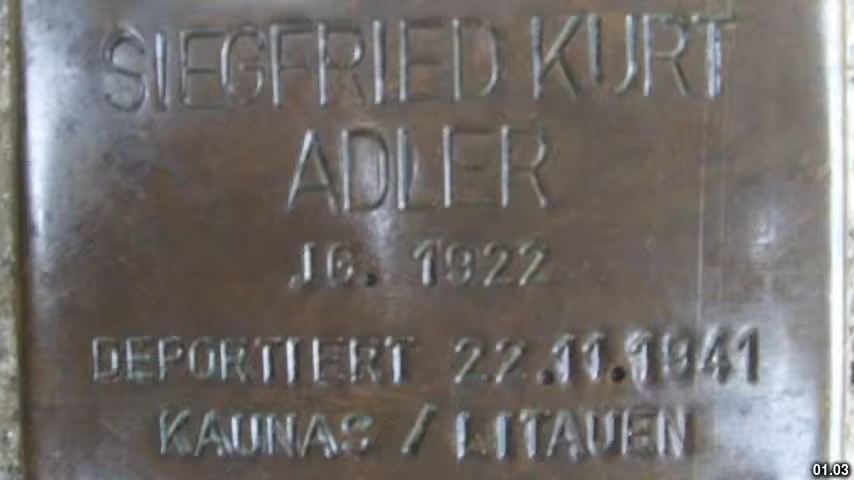 SIEGFRIED KURT
ADLER
JG. 1922
DEPORTIERT 22.11.1941
KAUNAS / LITAUEN
01.03